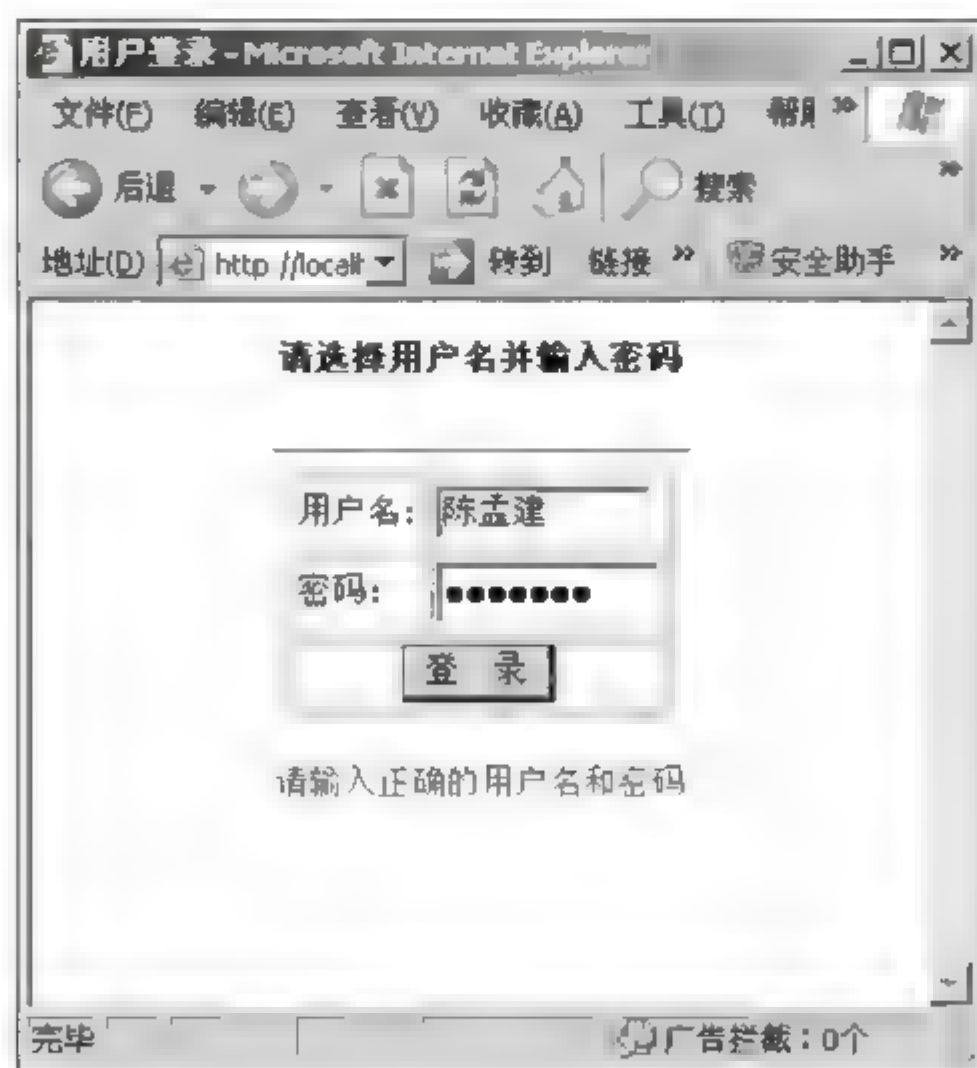 用户登录 - Microsoft Internet Explorer
文件(F) 编辑(E) 查看(V) 收藏(A) 工具(T) 帮助 »
后退 搜索 »
地址(D) http //localh 转到 链接 » 安全助手 »
请选择用户名并输入密码
用户名: 陈孟建
密码: ●●●●●●●
登 录
请输入正确的用户名和密码
完毕 广告拦截:0个